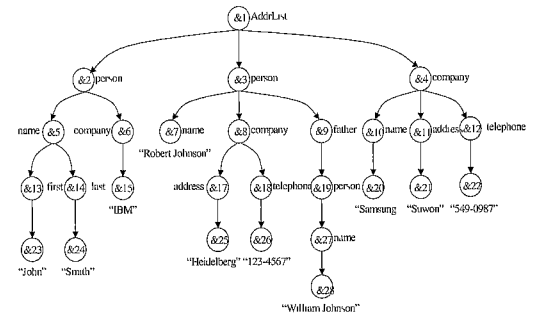 &1 AddrList
&2 person &3 person &4 company
name &5 company &6 &7 name &8 company &9 father &10 name &11 addres &12 telephone
"Robert Johnson"
&13 first &14 last &15 address &17 &18 telephone &19 person &20 &21 &22
"IBM" "Samsung "Suwon" "549-0987"
&23 &24 &25 &26 &27 name
"John" "Smith" "Heidelberg" "123-4567"
&28
"William Johnson"